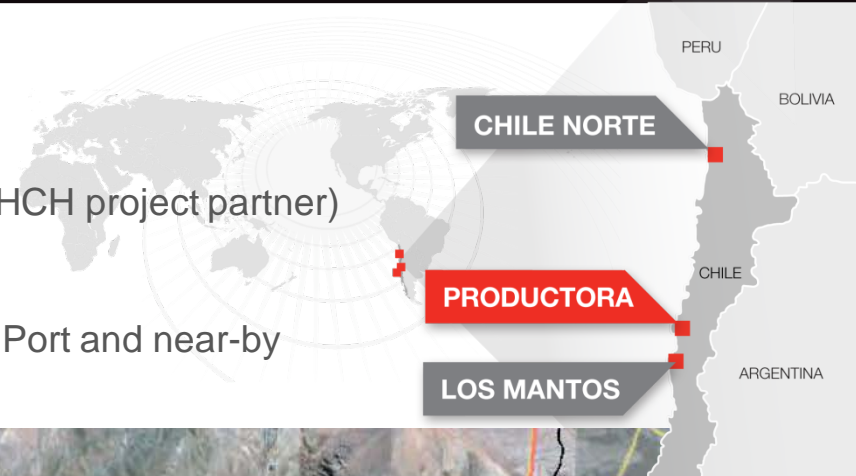 PERU
BOLIVIA
CHILE NORTE
HCH project partner)
CHILE
PRODUCTORA
Port and near-by
ARGENTINA
LOS MANTOS